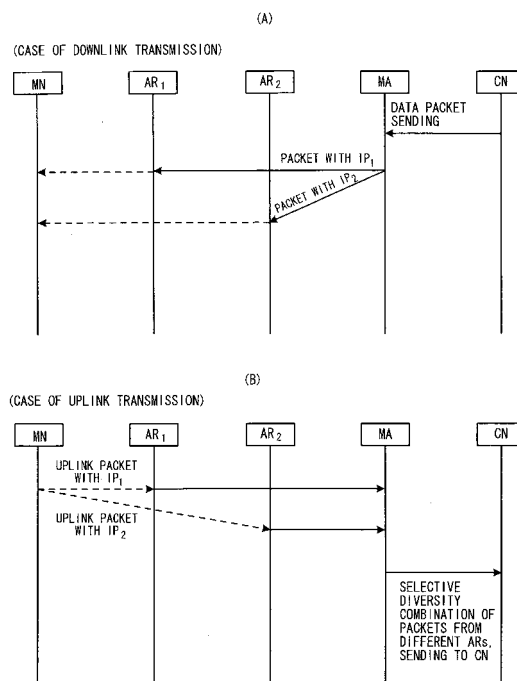 (A)
(CASE OF DOWNLINK TRANSMISSION)
MN AR1 AR2 MA CN
DATA PACKET
SENDING
PACKET WITH IP1
PACKET WITH IP2
(B)
(CASE OF UPLINK TRANSMISSION)
MN AR1 AR2 MA CN
UPLINK PACKET
WITH IP1
UPLINK PACKET
WITH IP2
SELECTIVE
DIVERSITY
COMBINATION OF
PACKETS FROM
DIFFERENT ARs,
SENDING TO CN